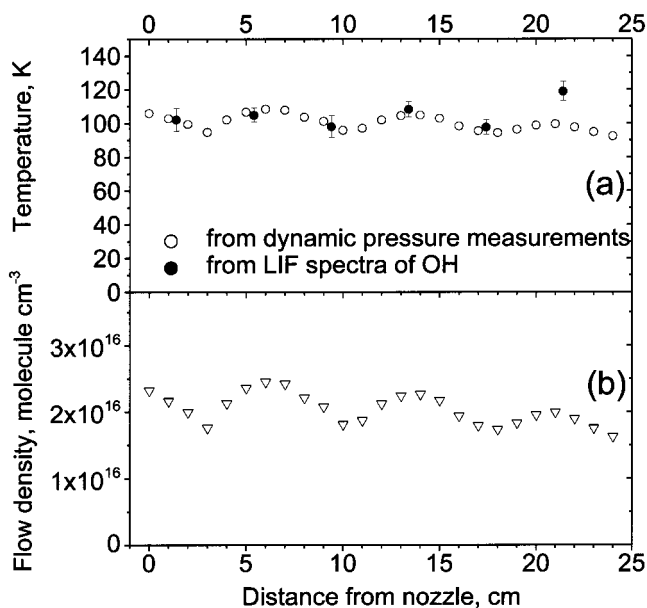 0 5 10 15 20 25
140
120
100
80
60
40
20
0
Temperature, K
(a)
from dynamic pressure measurements
from LIF spectra of OH
3x10^16
2x10^16
1x10^16
0
Flow density, molecule cm^-3
(b)
0 5 10 15 20 25
Distance from nozzle, cm